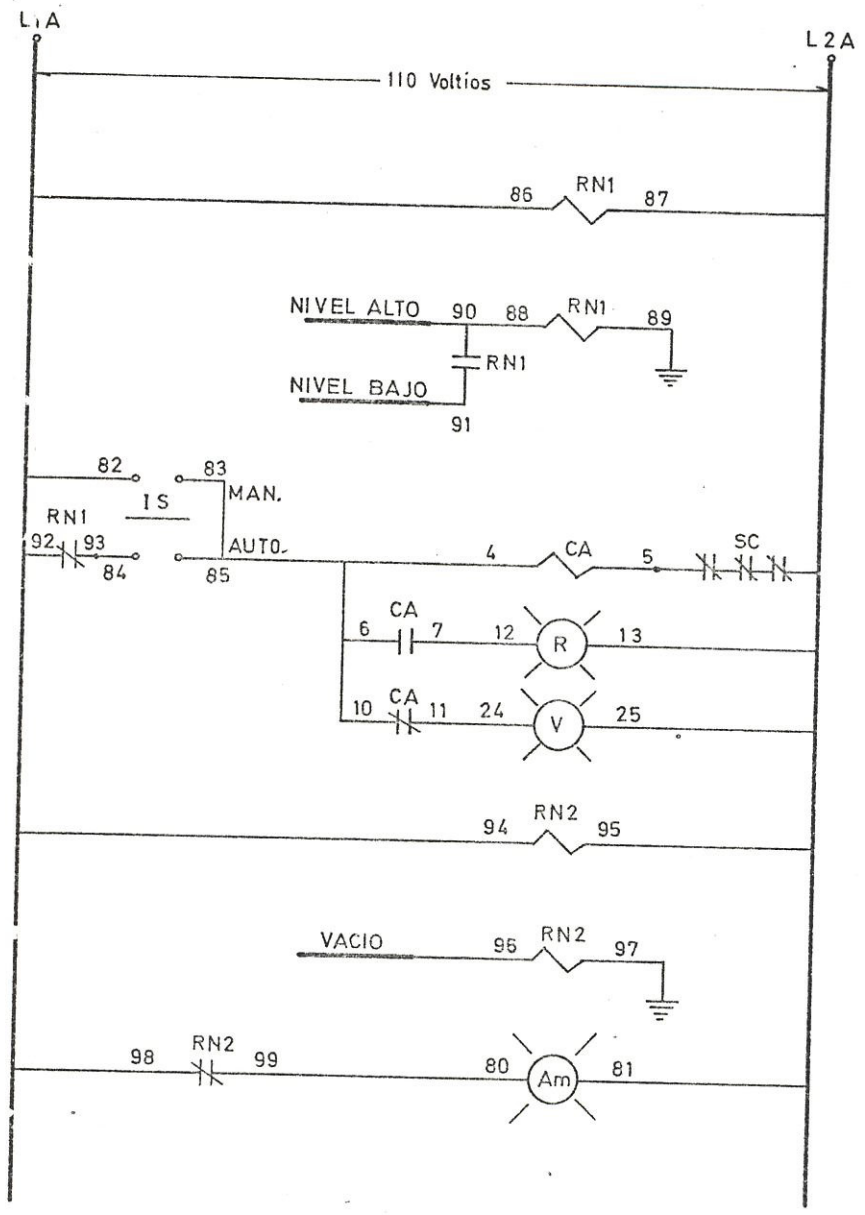 L1A
L2A
110 Voltios
RN1
86 87
NIVEL ALTO 90 88 RN1 89
RN1
NIVEL BAJO
91
82 83
IS MAN.
RN1
92 93 AUTO. 4 CA 5 SC
84 85
CA
6 7 12 R 13
CA
10 11 24 V 25
RN2
94 95
VACIO 96 RN2 97
RN2
98 99 80 Am 81